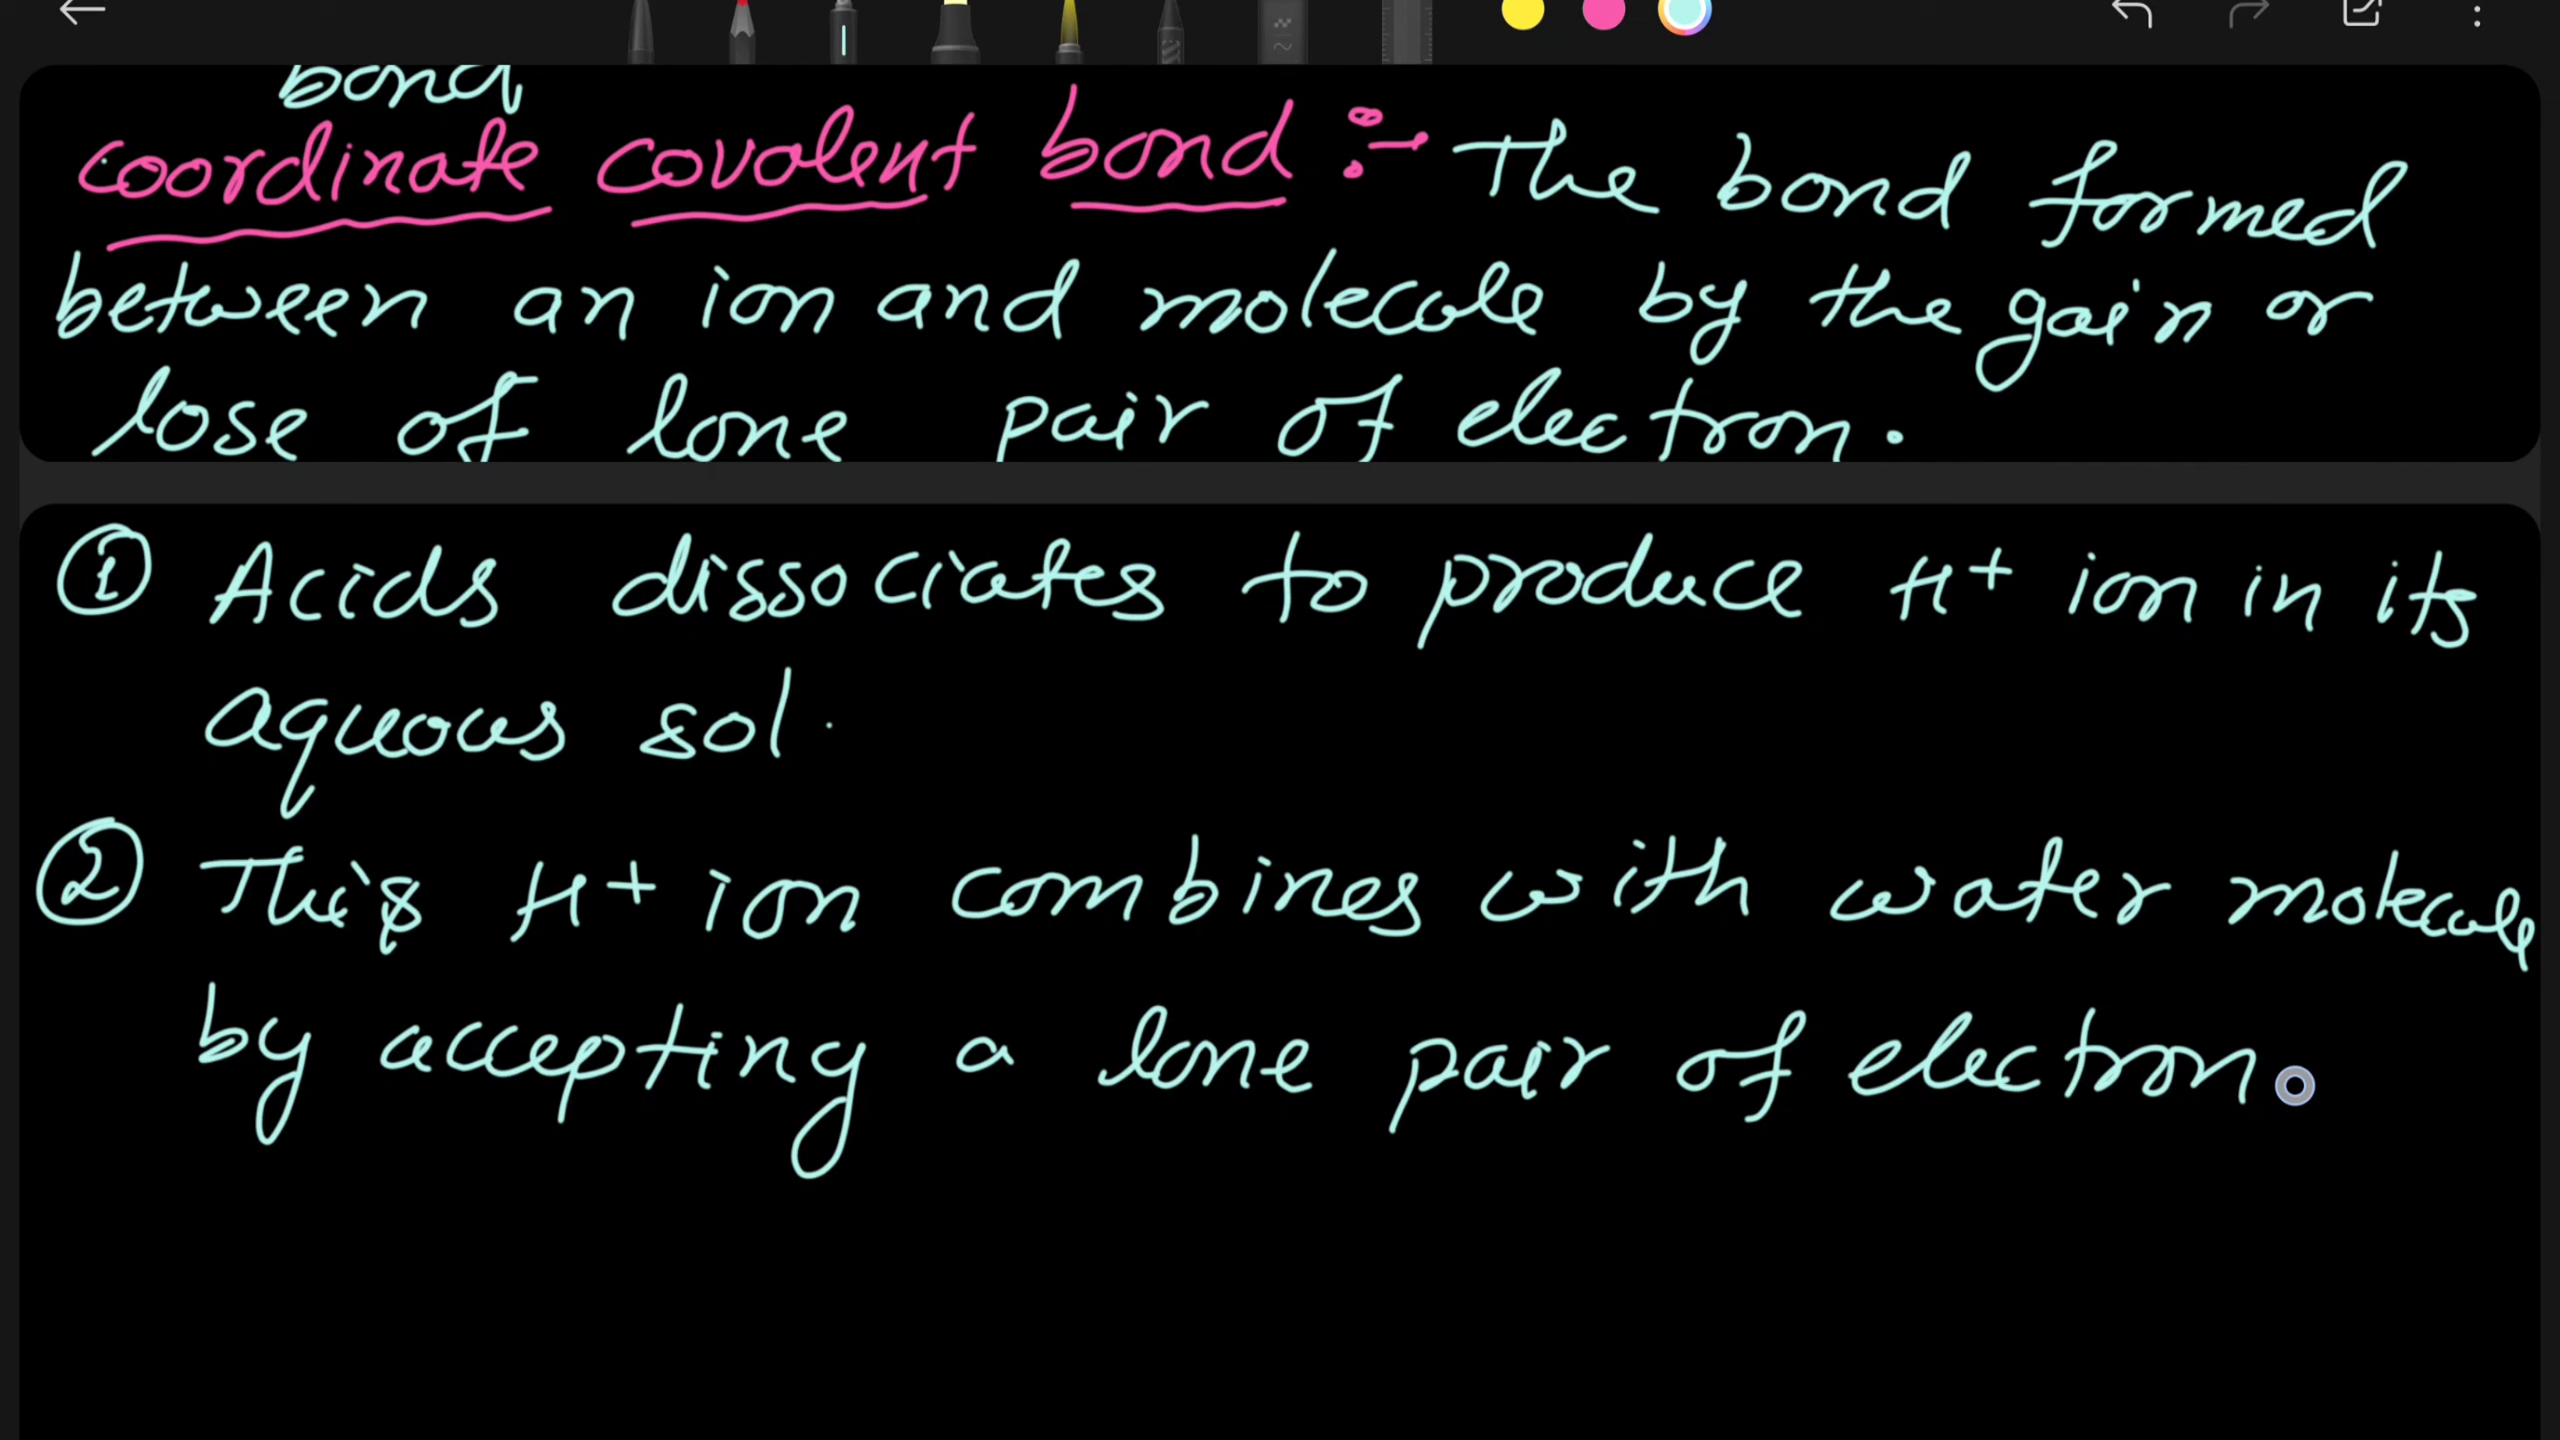 bond
coordinate covalent bond :- The bond formed
between an ion and molecule by the gain or
lose of lone pair of electron.
① Acids dissociates to produce H+ ion in its
aqueous sol.
② This H+ ion combines with water molecule
by accepting a lone pair of electron.